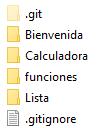 .git
Bienvenida
Calculadora
funciones
Lista
.gitignore